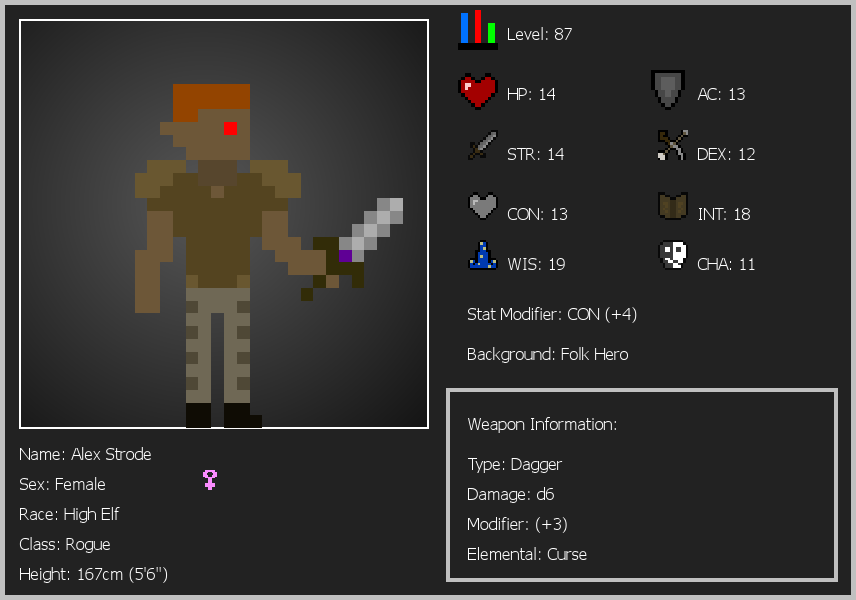 Level: 87
HP: 14
AC: 13
STR: 14
DEX: 12
CON: 13
INT: 18
WIS: 19
CHA: 11
Stat Modifier: CON (+4)
Background: Folk Hero
Weapon Information:
Type: Dagger
Damage: d6
Modifier: (+3)
Elemental: Curse
Name: Alex Strode
Sex: Female
Race: High Elf
Class: Rogue
Height: 167cm (5'6")